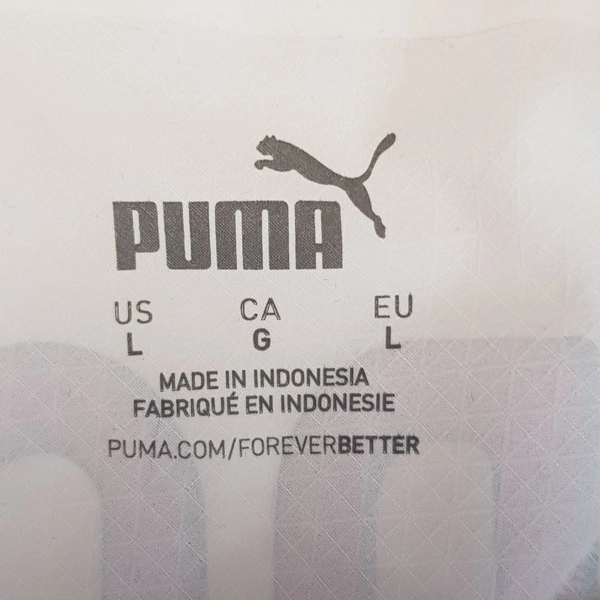 PUMA
US CA EU
L G L
MADE IN INDONESIA
FABRIQUÉ EN INDONESIE
PUMA.COM/FOREVERBETTER